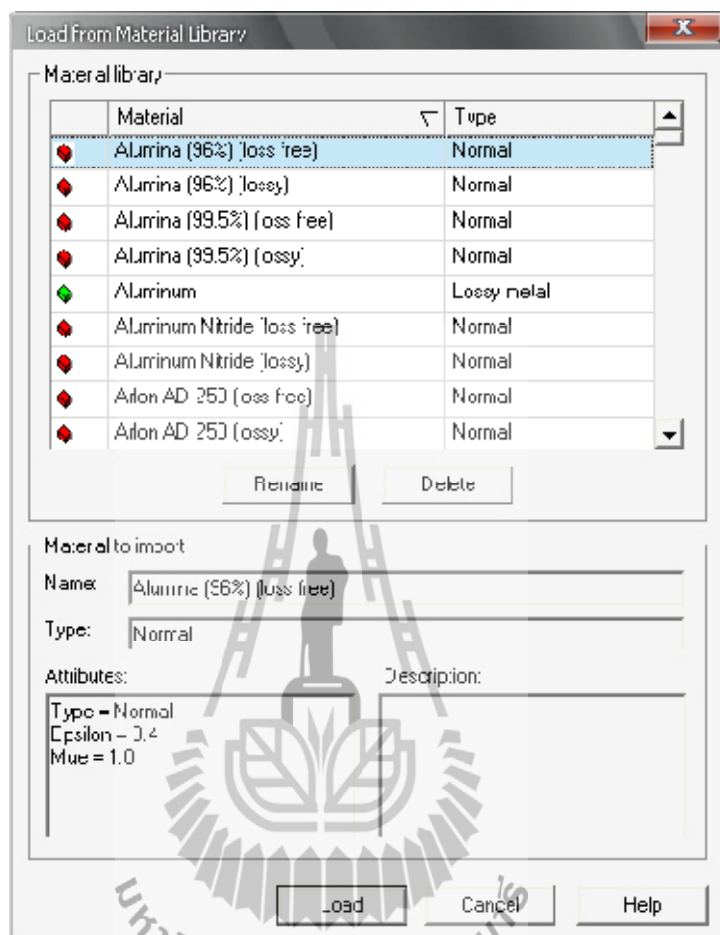 Load from Material Library
X
Material library
Material Type
Alumina (96%) (loss free) Normal
Alumina (96%) (lossy) Normal
Alumina (99.5%) (loss free) Normal
Alumina (99.5%) (lossy) Normal
Aluminum Lossy metal
Aluminum Nitride (loss free) Normal
Aluminum Nitride (lossy) Normal
Arlon AD 250 (loss free) Normal
Arlon AD 250 (lossy) Normal
Rename Delete
Material to import
Name: Alumina (96%) (loss free)
Type: Normal
Attributes: Description:
Type = Normal
Epsilon =
Mue = 1.0
Load Cancel Help